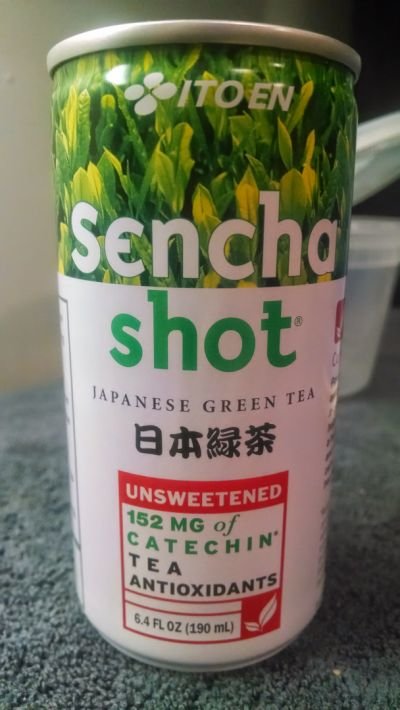 ITO EN
sencha
shot®
JAPANESE GREEN TEA
日本緑茶
UNSWEETENED
152 MG of
CATECHIN*
TEA
ANTIOXIDANTS
6.4 FL OZ (190 mL)